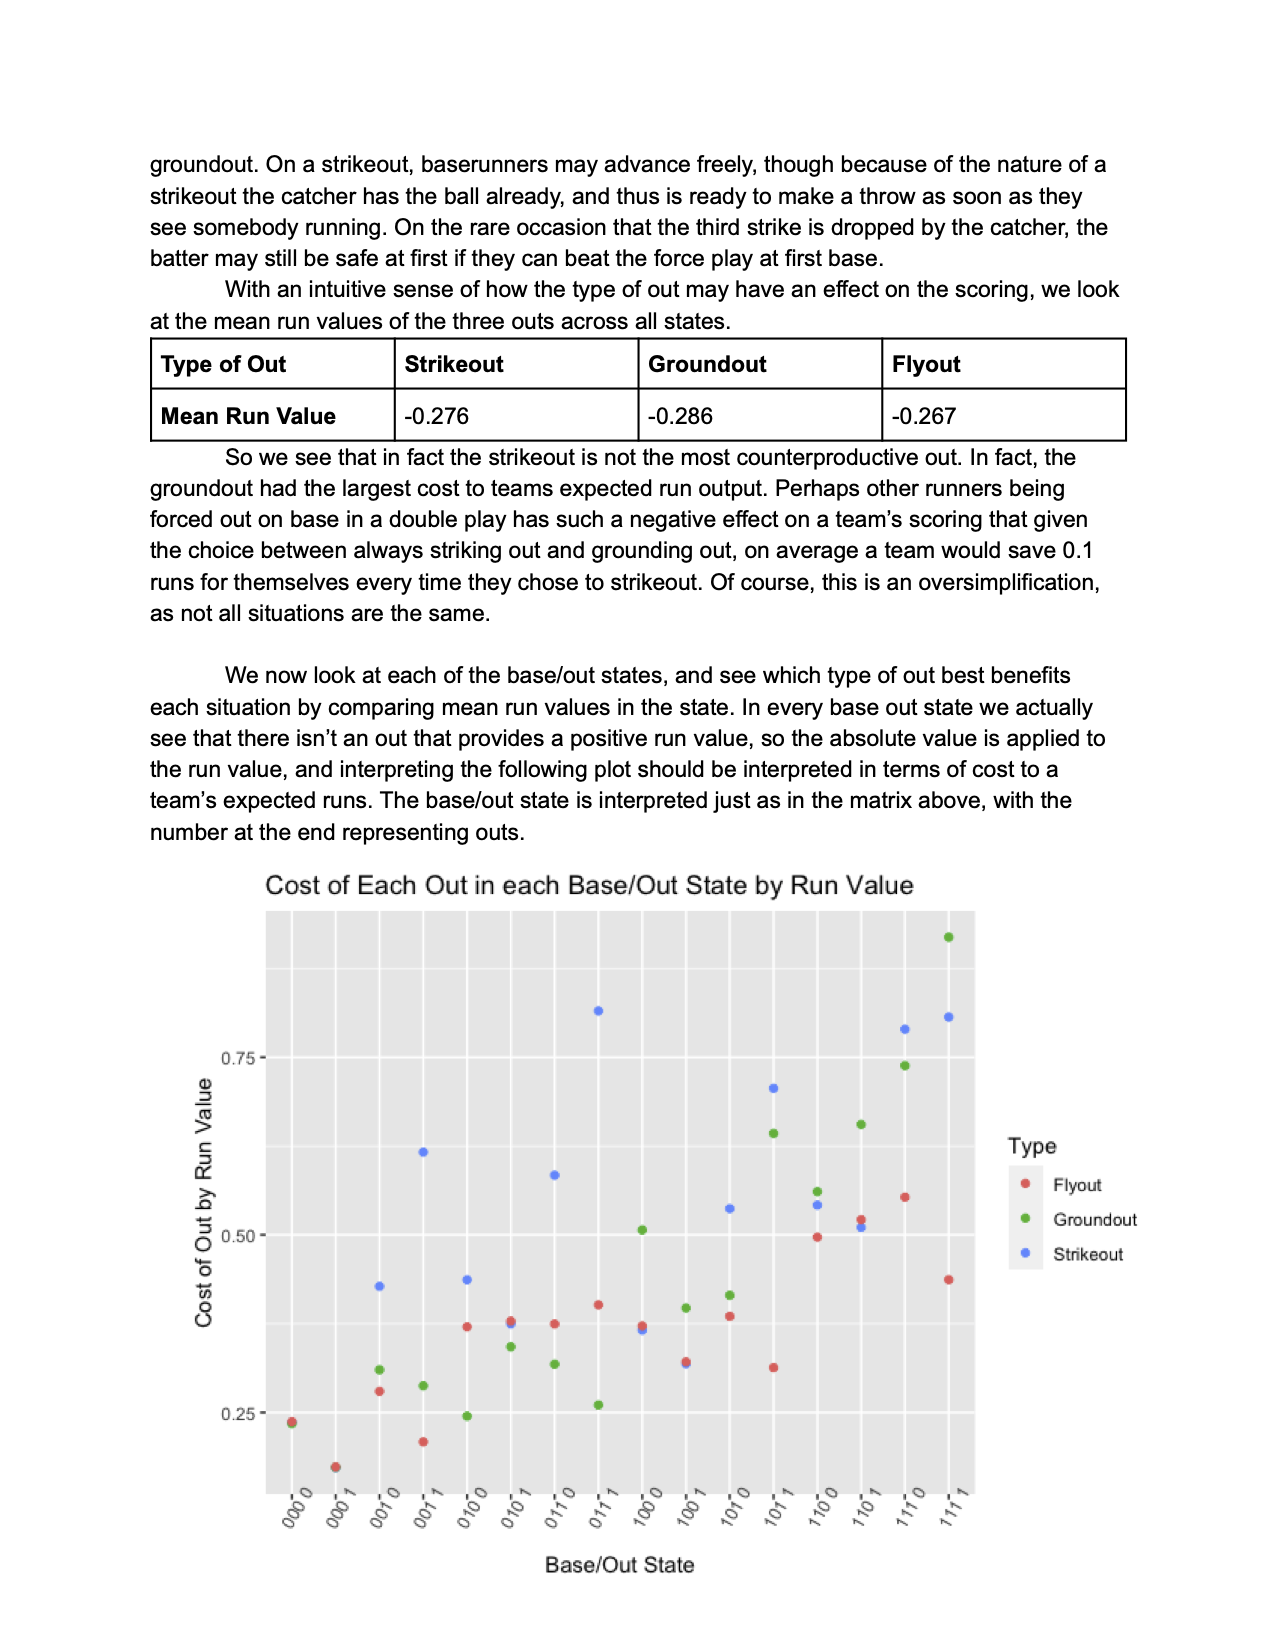 groundout. On a strikeout, baserunners may advance freely, though because of the nature of a
strikeout the catcher has the ball already, and thus is ready to make a throw as soon as they
see somebody running. On the rare occasion that the third strike is dropped by the catcher, the
batter may still be safe at first if they can beat the force play at first base.
With an intuitive sense of how the type of out may have an effect on the scoring, we look
at the mean run values of the three outs across all states.
Type of Out Strikeout Groundout Flyout
Mean Run Value -0.276 -0.286 -0.267
So we see that in fact the strikeout is not the most counterproductive out. In fact, the
groundout had the largest cost to teams expected run output. Perhaps other runners being
forced out on base in a double play has such a negative effect on a team’s scoring that given
the choice between always striking out and grounding out, on average a team would save 0.1
runs for themselves every time they chose to strikeout. Of course, this is an oversimplification,
as not all situations are the same.
We now look at each of the base/out states, and see which type of out best benefits
each situation by comparing mean run values in the state. In every base out state we actually
see that there isn’t an out that provides a positive run value, so the absolute value is applied to
the run value, and interpreting the following plot should be interpreted in terms of cost to a
team’s expected runs. The base/out state is interpreted just as in the matrix above, with the
number at the end representing outs.
Cost of Each Out in each Base/Out State by Run Value
Cost of Out by Run Value
0.75
0.50
0.25
000 0 000 1 001 0 001 1 010 0 010 1 011 0 011 1 100 0 100 1 101 0 101 1 110 0 110 1 111 0 111 1
Base/Out State
Type
Flyout
Groundout
Strikeout